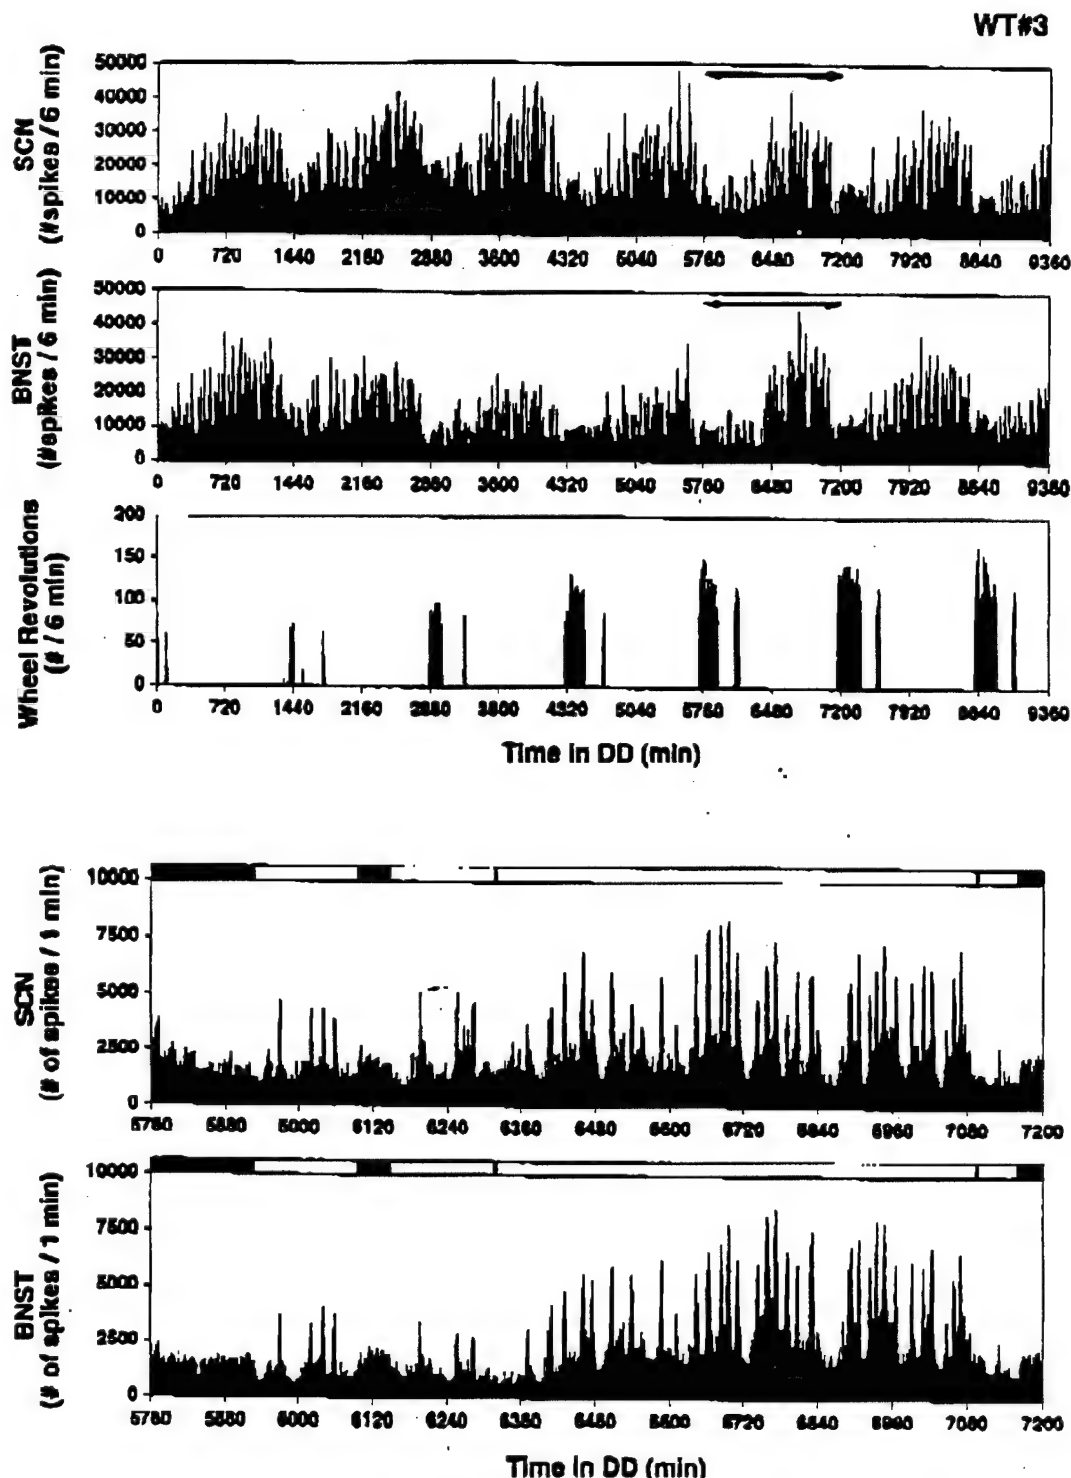 WT#3
SCN
(#spikes / 6 min)
50000
40000
30000
20000
10000
0
0 720 1440 2160 2880 3600 4320 5040 5760 6480 7200 7920 8640 9360
BNST
(#spikes / 6 min)
50000
40000
30000
20000
10000
0
0 720 1440 2160 2880 3600 4320 5040 5760 6480 7200 7920 8640 9360
Wheel Revolutions
(# / 6 min)
200
150
100
50
0
0 720 1440 2160 2880 3600 4320 5040 5760 6480 7200 7920 8640 9360
Time in DD (min)
SCN
(# of spikes / 1 min)
10000
7500
5000
2500
0
5760 5880 6000 6120 6240 6360 6480 6600 6720 6840 6960 7080 7200
BNST
(# of spikes / 1 min)
10000
7500
5000
2500
0
5760 5880 6000 6120 6240 6360 6480 6600 6720 6840 6960 7080 7200
Time in DD (min)